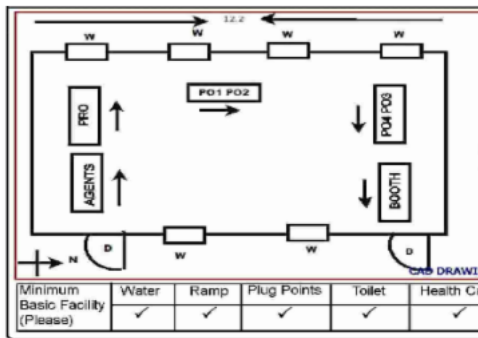 12.2
W W W W
PRO
PO1 PO2
PO4 PO3
AGENTS
BOOTH
W W
D D
N
CAD DRAWI
Minimum Basic Facility (Please)
Water Ramp Plug Points Toilet Health C
✓ ✓ ✓ ✓ ✓